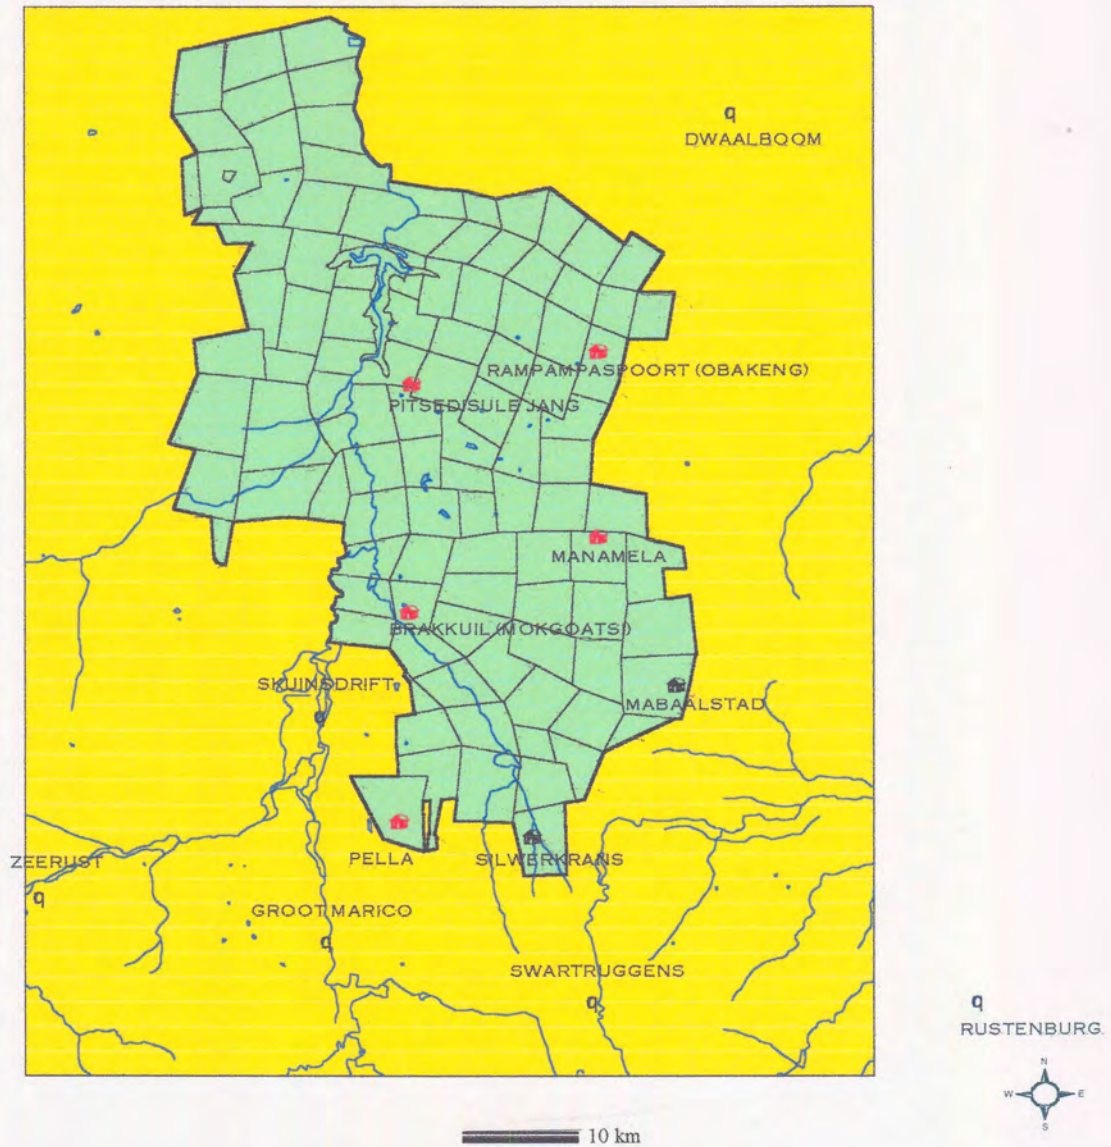 q
DWAALBOOM
RAMPAMPASPOORT (OBAKENG)
PITSEDISULEJANG
MANAMELA
BRAKKUIL (MOKGOATSI)
SKUINSDRIFT
q
MABAALSTAD
ZEERUST
q
PELLA
SILWERKRANS
GROOT MARICO
q
SWARTRUGGENS
q
q
RUSTENBURG
N
W E
S
10 km